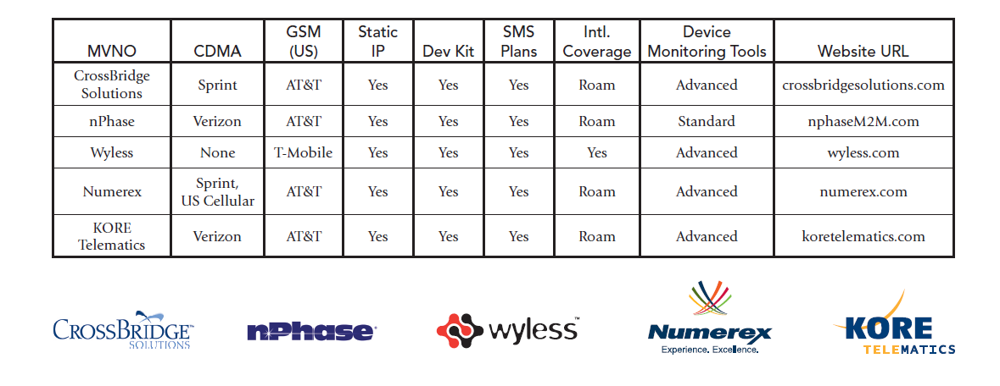 MVNO CDMA GSM (US) Static IP Dev Kit SMS Plans Intl. Coverage Device Monitoring Tools Website URL
CrossBridge Solutions Sprint AT&T Yes Yes Yes Roam Advanced crossbridgesolutions.com
nPhase Verizon AT&T Yes Yes Yes Roam Standard nphaseM2M.com
Wyless None T-Mobile Yes Yes Yes Yes Advanced wyless.com
Numerex Sprint, US Cellular AT&T Yes Yes Yes Roam Advanced numerex.com
KORE Telematics Verizon AT&T Yes Yes Yes Roam Advanced koretelematics.com
CROSSBRIDGE™
SOLUTIONS
nPhase®
wyless™
Numerex
Experience. Excellence.
KORE
TELEMATICS